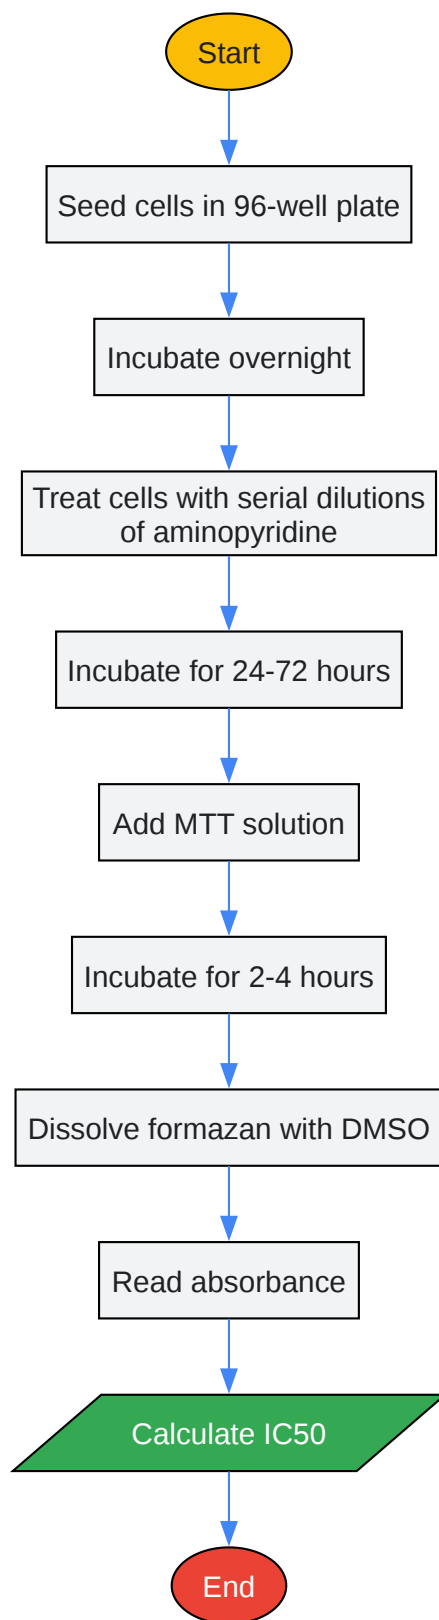 Start
Seed cells in 96-well plate
Incubate overnight
Treat cells with serial dilutions
of aminopyridine
Incubate for 24-72 hours
Add MTT solution
Incubate for 2-4 hours
Dissolve formazan with DMSO
Read absorbance
Calculate IC50
End